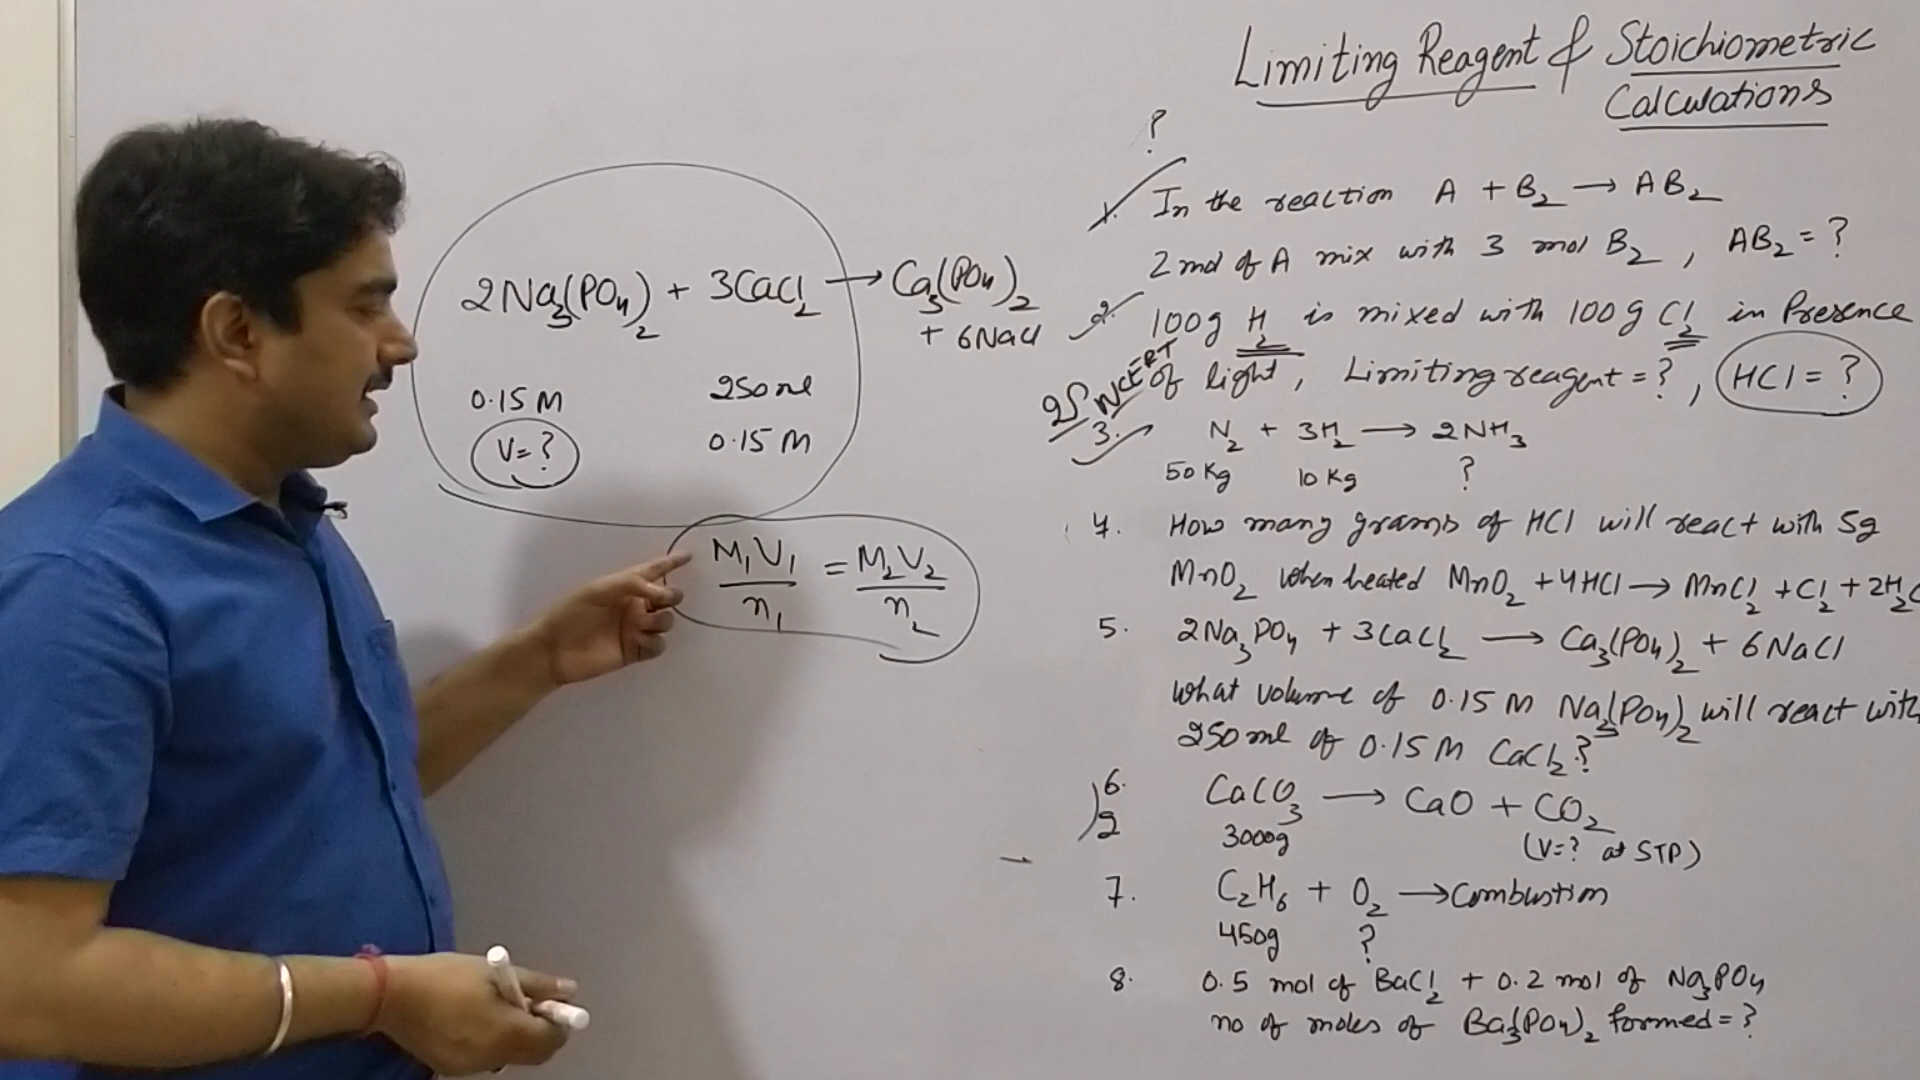 Limiting Reagent & Stoichiometric
Calculations
?
1. In the reaction A + B₂ → AB₂
2 mol of A mix with 3 mol B₂, AB₂ = ?
2. 100g H₂ is mixed with 100g Cl₂ in Presence
of light, Limiting reagent = ?, HCl = ?
NCERT
3. N₂ + 3H₂ → 2NH₃
50 Kg 10 Kg ?
4. How many grams of HCl will react with 5g
MnO₂ when heated MnO₂ + 4HCl → MnCl₂ + Cl₂ + 2H₂O
5. 2Na₃PO₄ + 3CaCl₂ → Ca₃(PO₄)₂ + 6NaCl
what volume of 0.15 M Na₃(PO₄)₂ will react with
250 ml of 0.15 M CaCl₂?
6. CaCO₃ → CaO + CO₂
3000g (V=? at STP)
7. C₂H₆ + O₂ → Combustion
450g ?
8. 0.5 mol of BaCl₂ + 0.2 mol of Na₃PO₄
no of moles of Ba₃(PO₄)₂ formed = ?
2Na₃(PO₄)₂ + 3CaCl₂ → Ca₃(PO₄)₂
+ 6NaCl
0.15 M 250 ml
V=? 0.15 M
M₁V₁/n₁ = M₂V₂/n₂